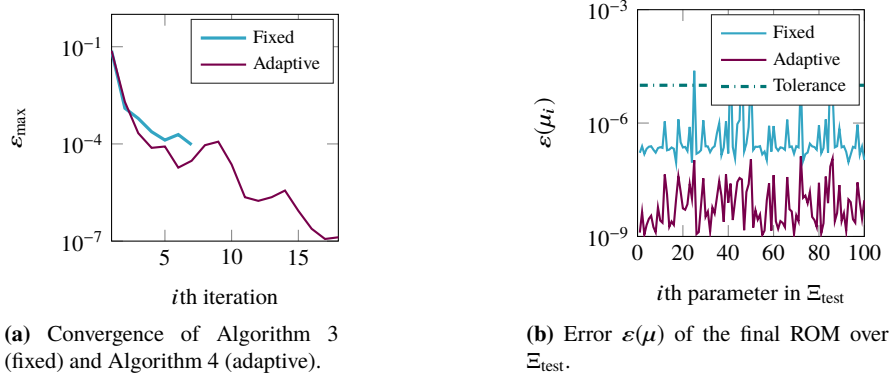 10⁻¹
10⁻⁴
10⁻⁷
ε_max
5
10
15
ith iteration
Fixed
Adaptive
(a) Convergence of Algorithm 3
(fixed) and Algorithm 4 (adaptive).
10⁻³
10⁻⁶
10⁻⁹
ε(μ_i)
0
20
40
60
80
100
ith parameter in Ξ_test
Fixed
Adaptive
Tolerance
(b) Error ε(μ) of the final ROM over
Ξ_test.